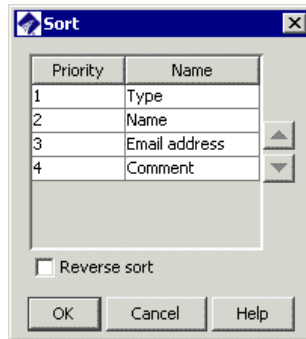 Sort
Priority Name
1 Type
2 Name
3 Email address
4 Comment
Reverse sort
OK Cancel Help